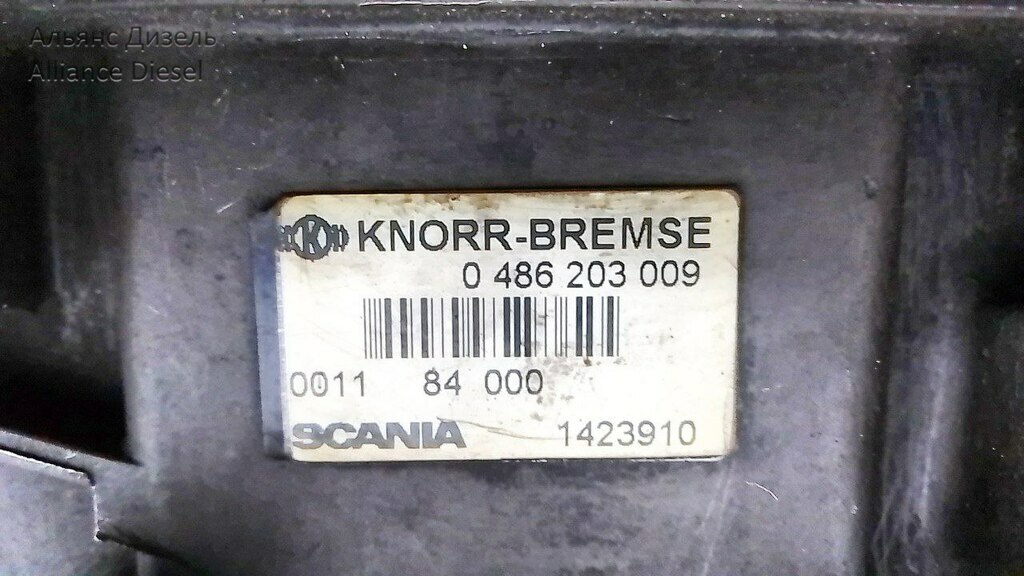 Альянс Дизель
Alliance Diesel
KNORR-BREMSE
0 486 203 009
0011 84 000
SCANIA 1423910